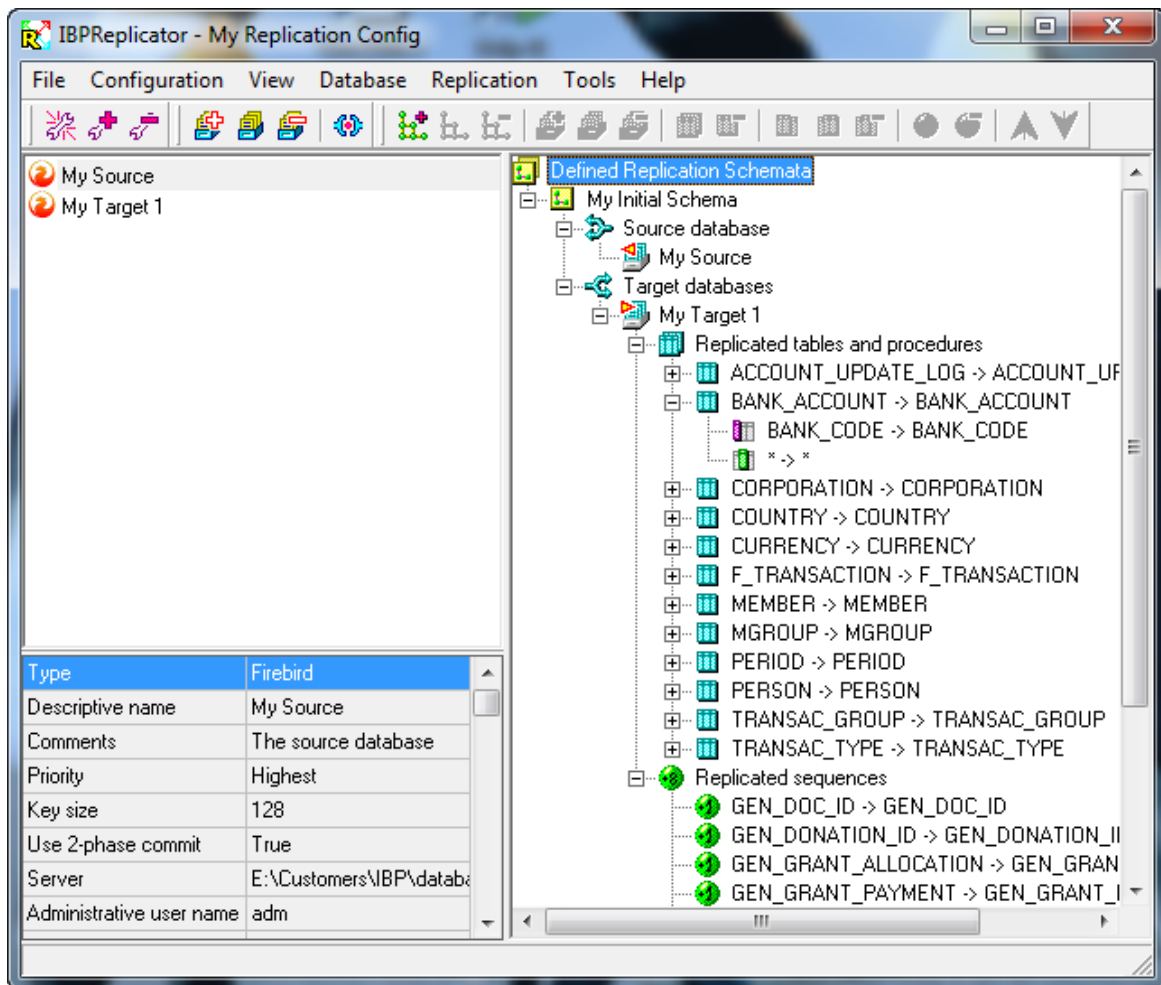 IBPReplicator - My Replication Config
File Configuration View Database Replication Tools Help
My Source
My Target 1
Type Firebird
Descriptive name My Source
Comments The source database
Priority Highest
Key size 128
Use 2-phase commit True
Server E:\Customers\IBP\databa
Administrative user name adm
Defined Replication Schemata
My Initial Schema
Source database
My Source
Target databases
My Target 1
Replicated tables and procedures
ACCOUNT_UPDATE_LOG -> ACCOUNT_UP
BANK_ACCOUNT -> BANK_ACCOUNT
BANK_CODE -> BANK_CODE
* -> *
CORPORATION -> CORPORATION
COUNTRY -> COUNTRY
CURRENCY -> CURRENCY
F_TRANSACTION -> F_TRANSACTION
MEMBER -> MEMBER
MGROUP -> MGROUP
PERIOD -> PERIOD
PERSON -> PERSON
TRANSAC_GROUP -> TRANSAC_GROUP
TRANSAC_TYPE -> TRANSAC_TYPE
Replicated sequences
GEN_DOC_ID -> GEN_DOC_ID
GEN_DONATION_ID -> GEN_DONATION_I
GEN_GRANT_ALLOCATION -> GEN_GRAN
GEN_GRANT_PAYMENT -> GEN_GRANT_